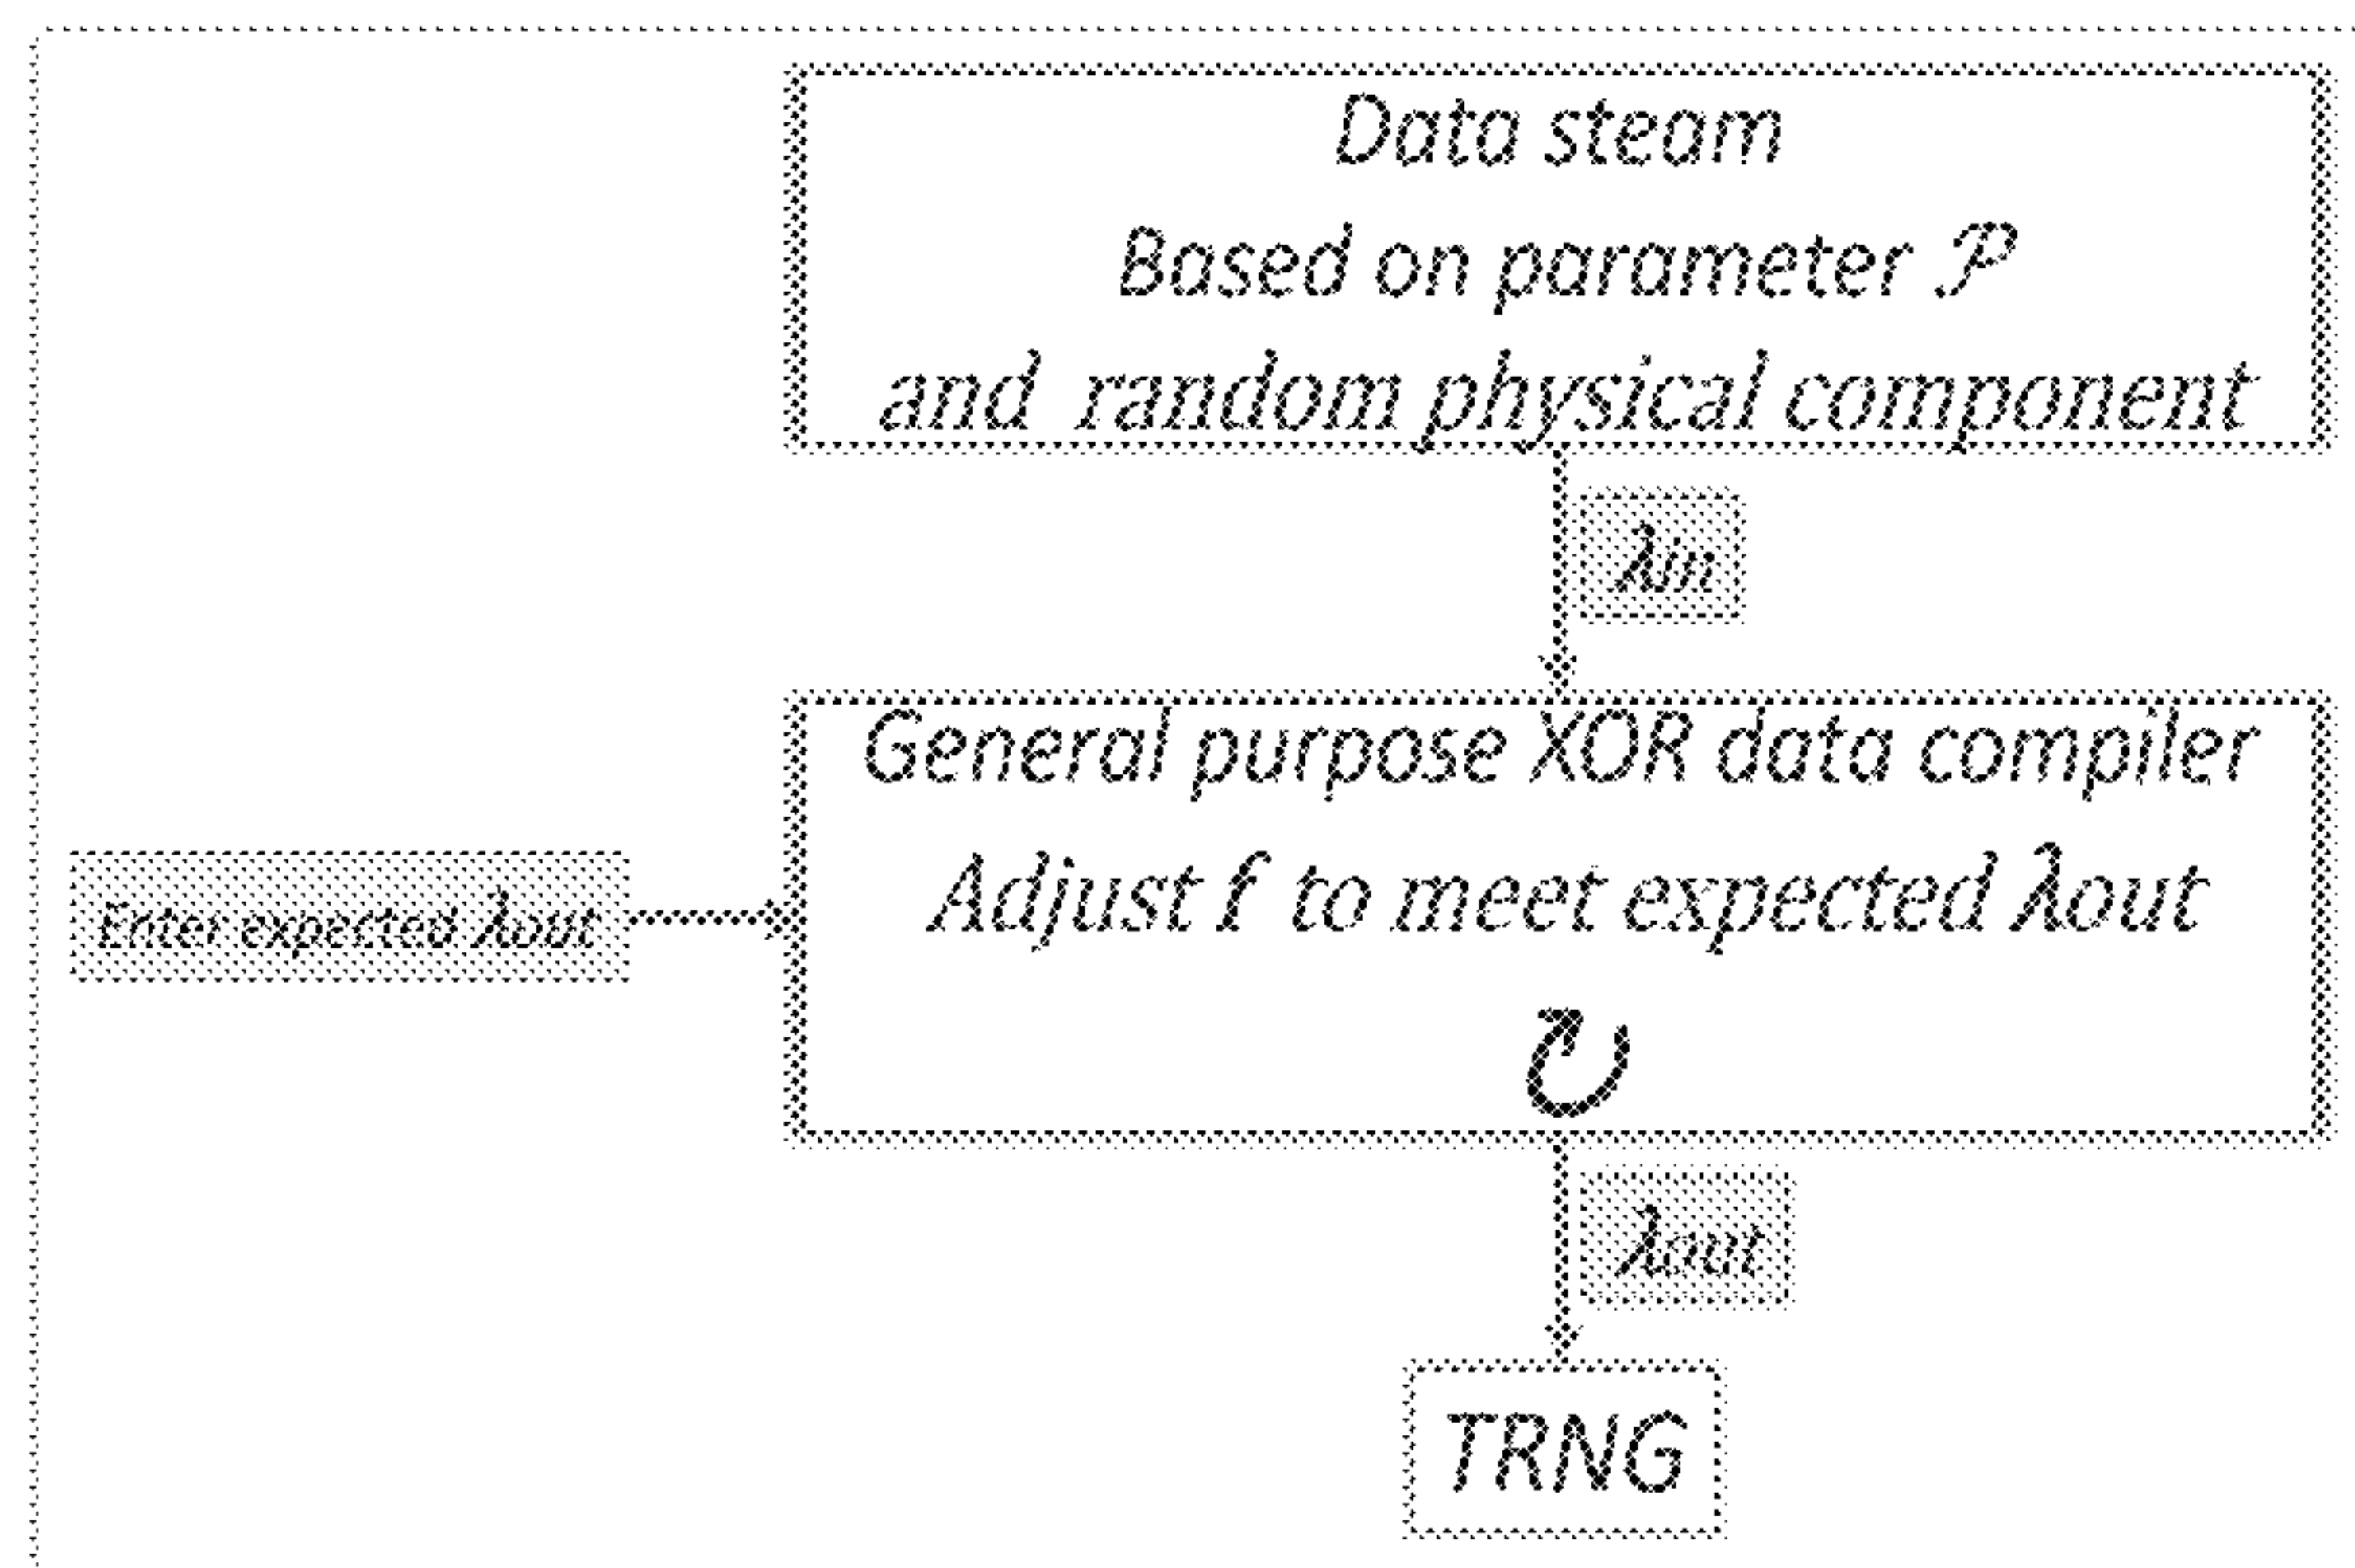 Data steam
Based on parameter 𝒫
and random physical component
λin
General purpose XOR data compiler
Adjust f to meet expected λout
Enter expected λout
↻
λout
TRNG